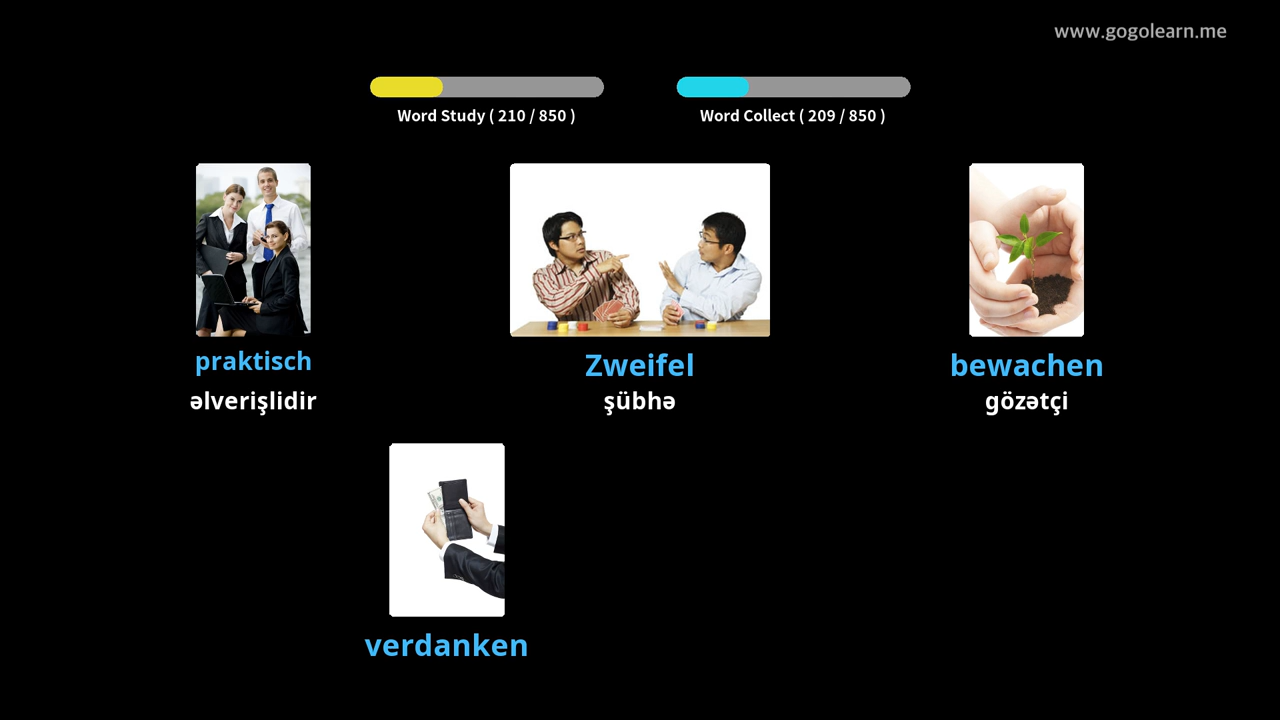 www.gogolearn.me
Word Study ( 210 / 850 )
Word Collect ( 209 / 850 )
praktisch
əlverişlidir
Zweifel
şübhə
bewachen
gözətçi
verdanken